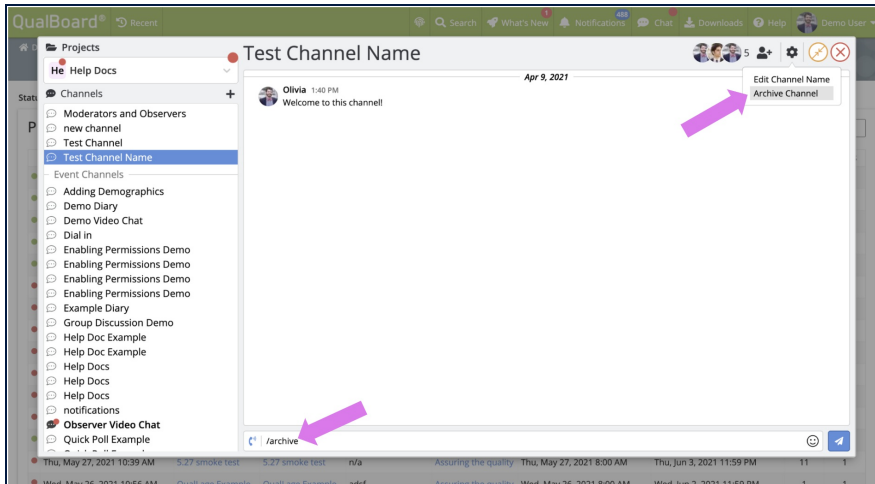 QualBoard® Recent Search What's New 1 Notifications 488 Chat Downloads Help Demo User
Projects
He Help Docs
Channels +
Moderators and Observers
new channel
Test Channel
Test Channel Name
Event Channels
Adding Demographics
Demo Diary
Demo Video Chat
Dial in
Enabling Permissions Demo
Enabling Permissions Demo
Enabling Permissions Demo
Enabling Permissions Demo
Example Diary
Group Discussion Demo
Help Doc Example
Help Doc Example
Help Docs
Help Docs
Help Docs
notifications
Observer Video Chat
Quick Poll Example
Test Channel Name
5
Edit Channel Name
Archive Channel
Apr 9, 2021
Olivia 1:40 PM
Welcome to this channel!
/archive
Thu, May 27, 2021 10:39 AM 5.27 smoke test 5.27 smoke test n/a Assuring the quality Thu, May 27, 2021 8:00 AM Thu, Jun 3, 2021 11:59 PM 11 1